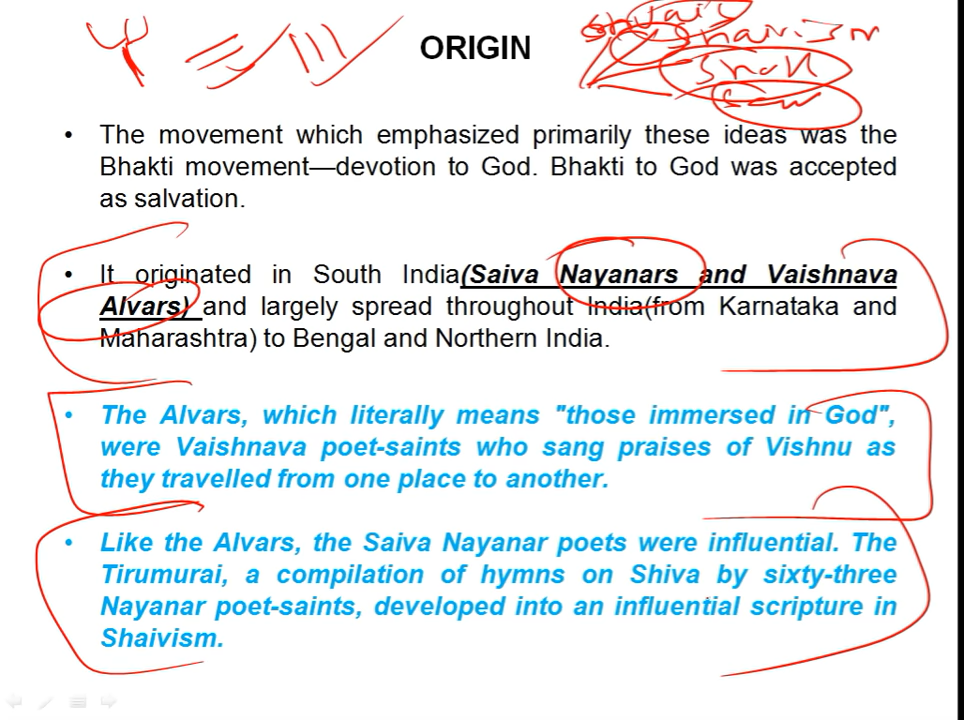 ORIGIN
• The movement which emphasized primarily these ideas was the
Bhakti movement—devotion to God. Bhakti to God was accepted
as salvation.
• It originated in South India(Saiva Nayanars and Vaishnava
Alvars) and largely spread throughout India(from Karnataka and
Maharashtra) to Bengal and Northern India.
• The Alvars, which literally means "those immersed in God",
were Vaishnava poet-saints who sang praises of Vishnu as
they travelled from one place to another.
• Like the Alvars, the Saiva Nayanar poets were influential. The
Tirumurai, a compilation of hymns on Shiva by sixty-three
Nayanar poet-saints, developed into an influential scripture in
Shaivism.